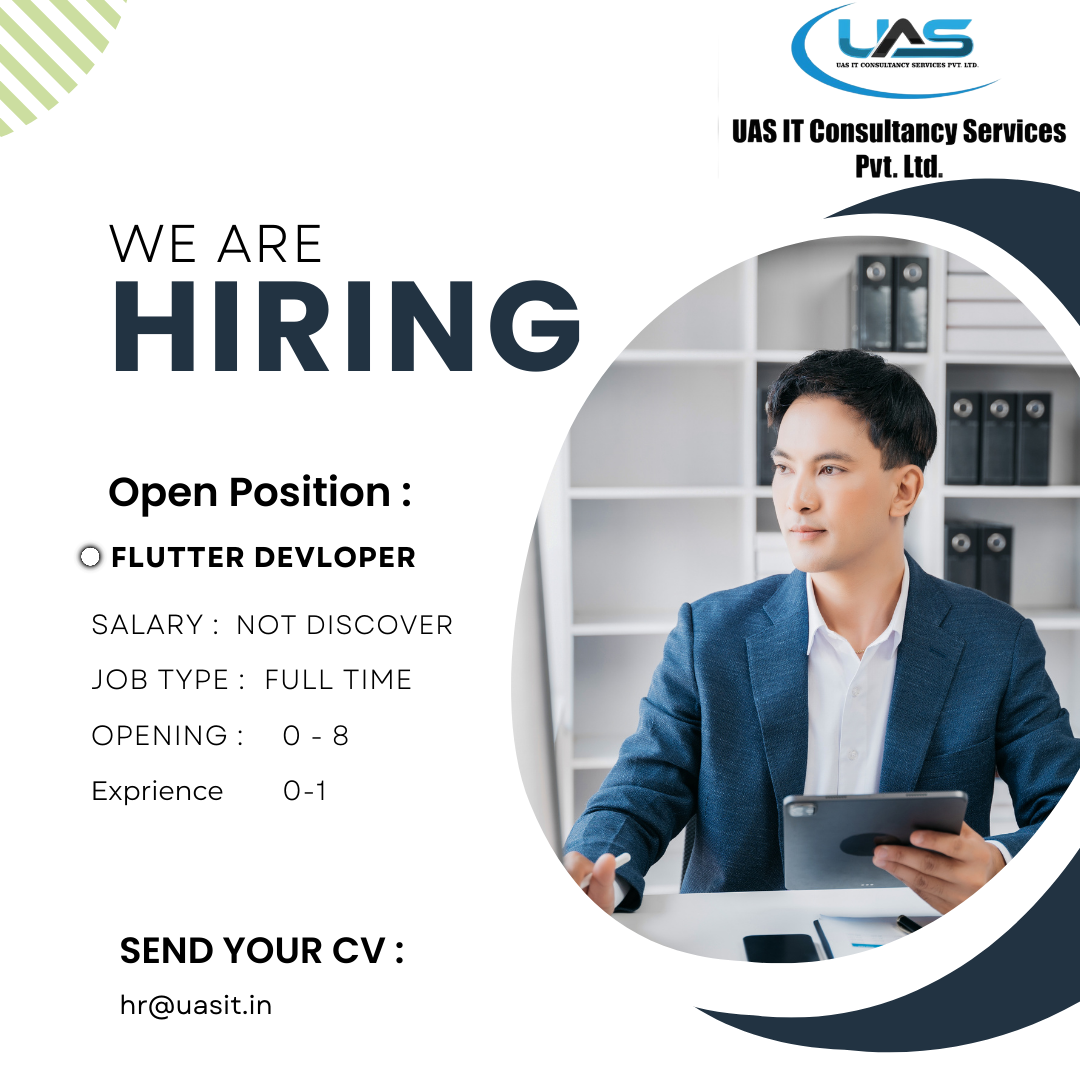 UAS
UAS IT CONSULTANCY SERVICES PVT. LTD.
UAS IT Consultancy Services
Pvt. Ltd.
WE ARE
HIRING
Open Position :
FLUTTER DEVLOPER
SALARY : NOT DISCOVER
JOB TYPE : FULL TIME
OPENING : 0 - 8
Exprience 0-1
SEND YOUR CV :
hr@uasit.in